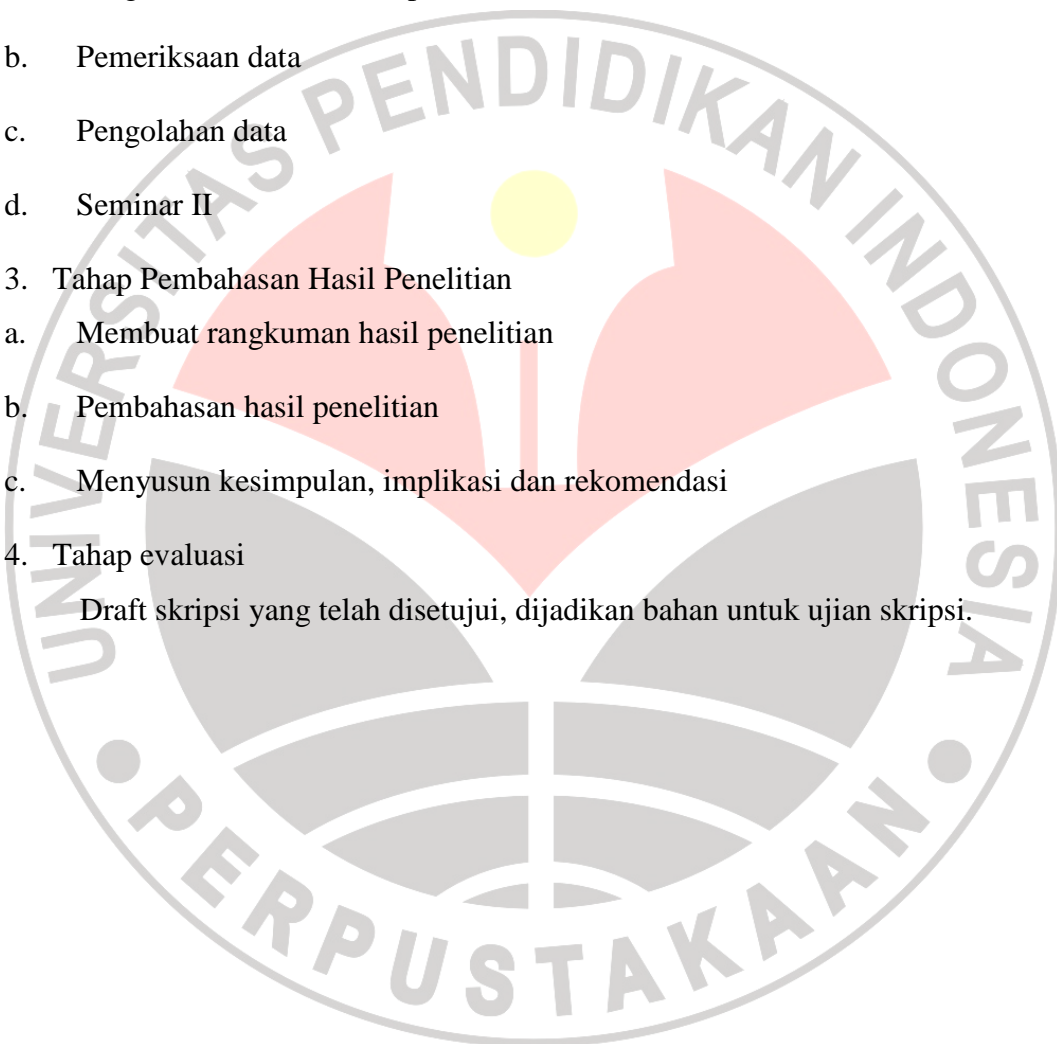 b. Pemeriksaan data
c. Pengolahan data
d. Seminar II
3. Tahap Pembahasan Hasil Penelitian
a. Membuat rangkuman hasil penelitian
b. Pembahasan hasil penelitian
c. Menyusun kesimpulan, implikasi dan rekomendasi
4. Tahap evaluasi
Draft skripsi yang telah disetujui, dijadikan bahan untuk ujian skripsi.
UNIVERSITAS PENDIDIKAN INDONESIA
PERPUSTAKAAN